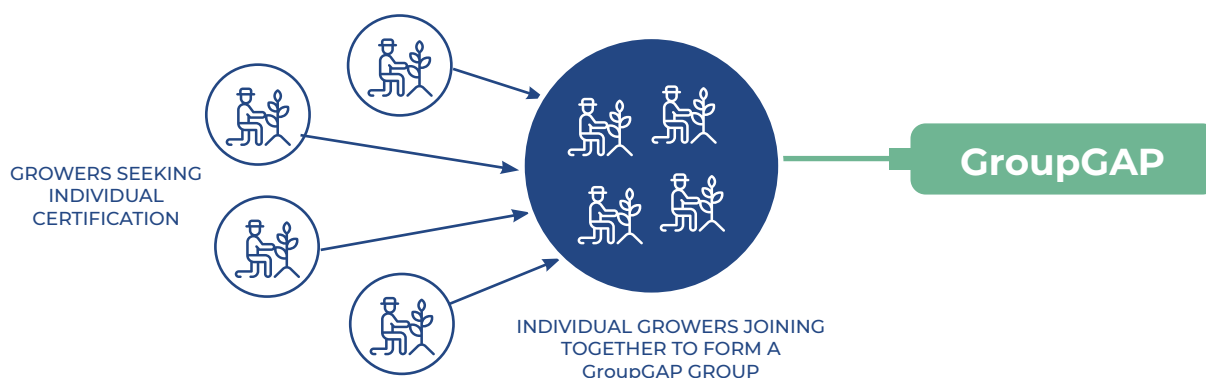 GROWERS SEEKING
INDIVIDUAL
CERTIFICATION
INDIVIDUAL GROWERS JOINING
TOGETHER TO FORM A
GroupGAP GROUP
GroupGAP